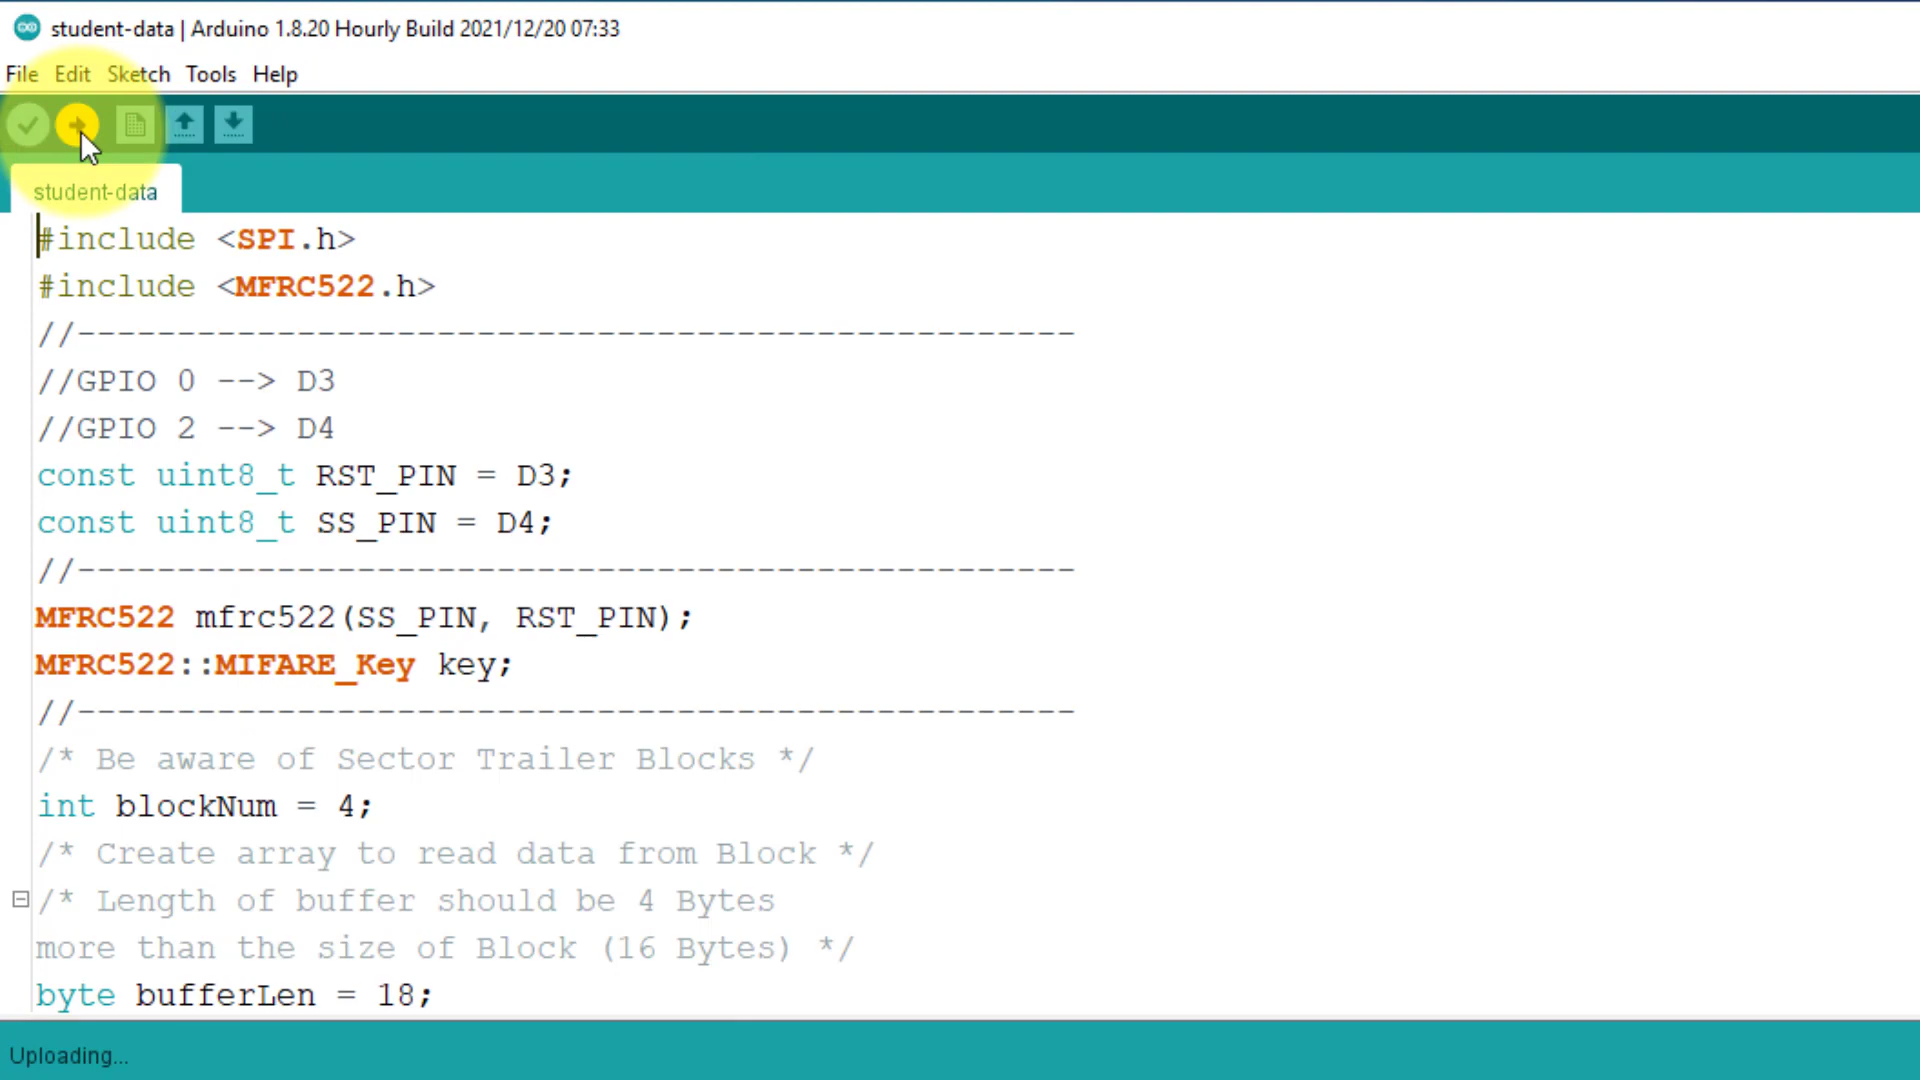 student-data | Arduino 1.8.20 Hourly Build 2021/12/20 07:33
File Edit Sketch Tools Help
student-data
#include <SPI.h>
#include <MFRC522.h>
//--------------------------------------------------
//GPIO 0 --> D3
//GPIO 2 --> D4
const uint8_t RST_PIN = D3;
const uint8_t SS_PIN = D4;
//--------------------------------------------------
MFRC522 mfrc522(SS_PIN, RST_PIN);
MFRC522::MIFARE_Key key;
//--------------------------------------------------
/* Be aware of Sector Trailer Blocks */
int blockNum = 4;
/* Create array to read data from Block */
/* Length of buffer should be 4 Bytes
more than the size of Block (16 Bytes) */
byte bufferLen = 18;
Uploading...